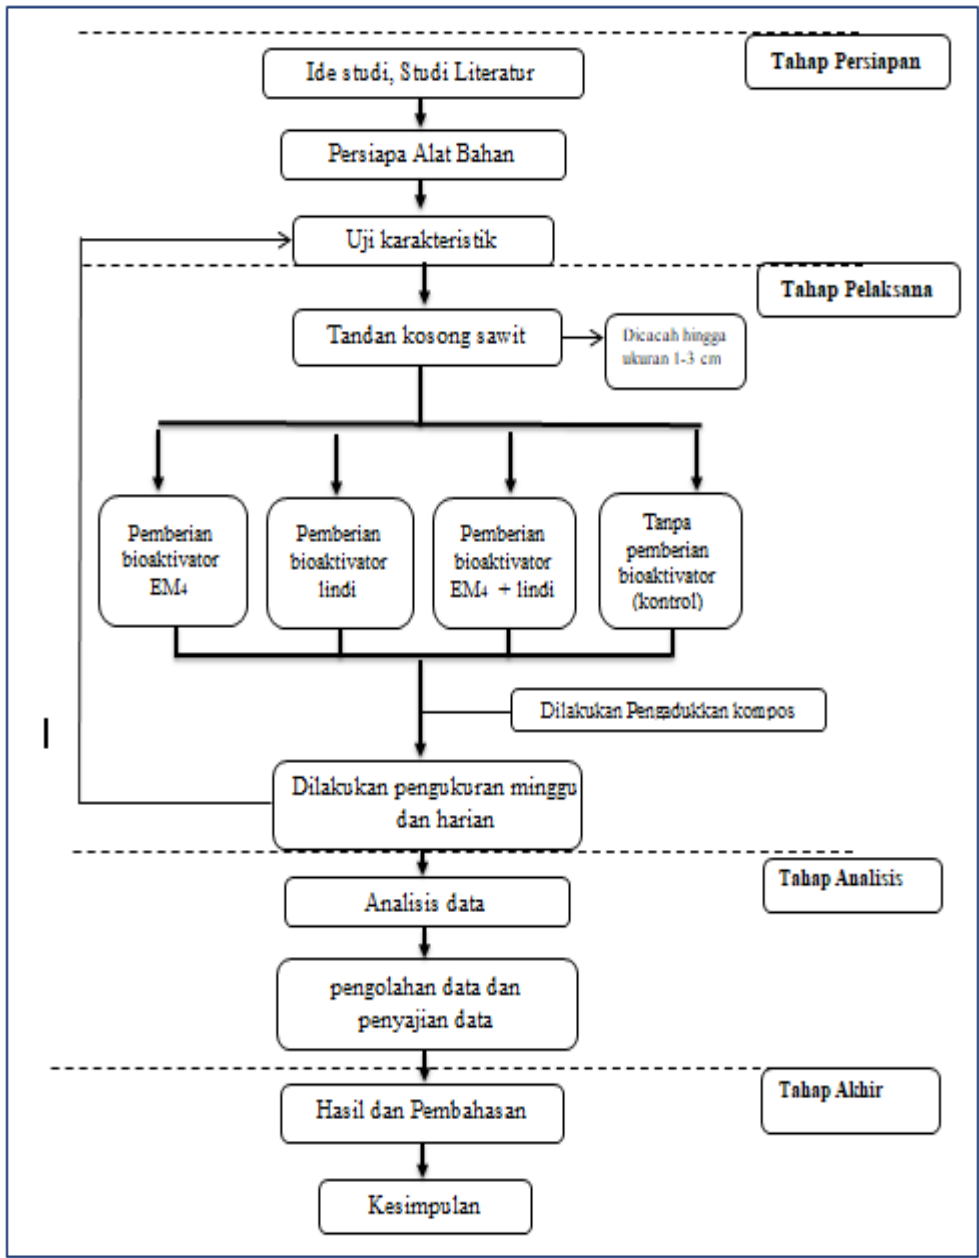 Tahap Persiapan
Ide studi, Studi Literatur
Persiapa Alat Bahan
Uji karakteristik
Tahap Pelaksana
Tandan kosong sawit
Dicacah hingga
ukuran 1-3 cm
Pemberian
bioaktivator
EM4
Pemberian
bioaktivator
lindi
Pemberian
bioaktivator
EM4 + lindi
Tanpa
pemberian
bioaktivator
(kontrol)
Dilakukan Pengadukkan kompos
Dilakukan pengukuran minggu
dan harian
Tahap Analisis
Analisis data
pengolahan data dan
penyajian data
Tahap Akhir
Hasil dan Pembahasan
Kesimpulan